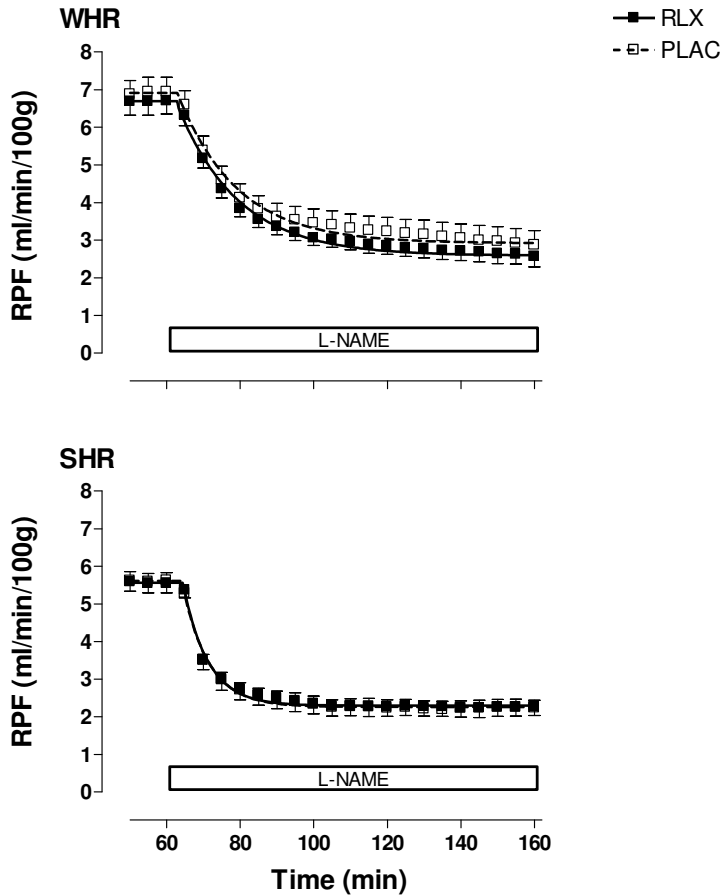 WHR
RLX
PLAC
8
7
6
5
4
3
2
1
0
RPF (ml/min/100g)
L-NAME
SHR
8
7
6
5
4
3
2
1
0
RPF (ml/min/100g)
L-NAME
60 80 100 120 140 160
Time (min)